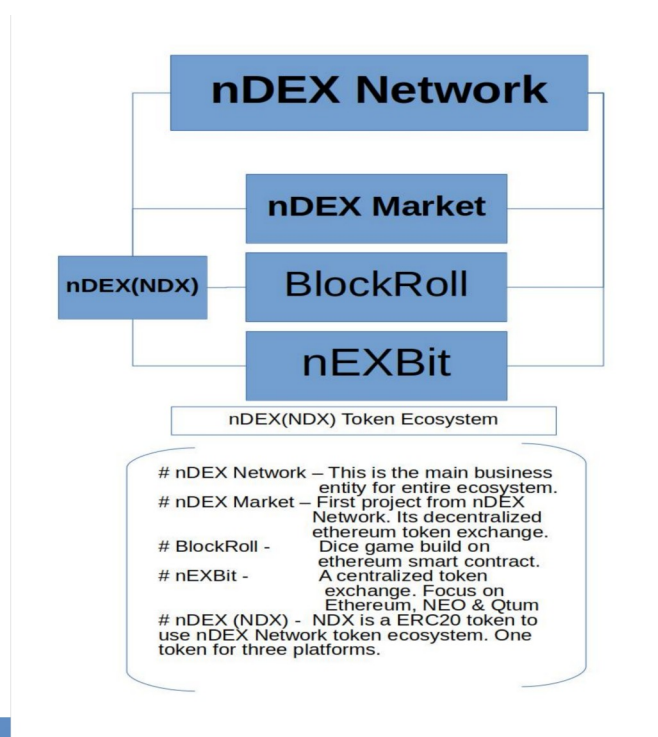 nDEX Network
nDEX Market
nDEX(NDX)
BlockRoll
nEXBit
nDEX(NDX) Token Ecosystem
# nDEX Network – This is the main business
entity for entire ecosystem.
# nDEX Market – First project from nDEX
Network. Its decentralized
ethereum token exchange.
# BlockRoll - Dice game build on
ethereum smart contract.
# nEXBit - A centralized token
exchange. Focus on
Ethereum, NEO & Qtum
# nDEX (NDX) - NDX is a ERC20 token to
use nDEX Network token ecosystem. One
token for three platforms.